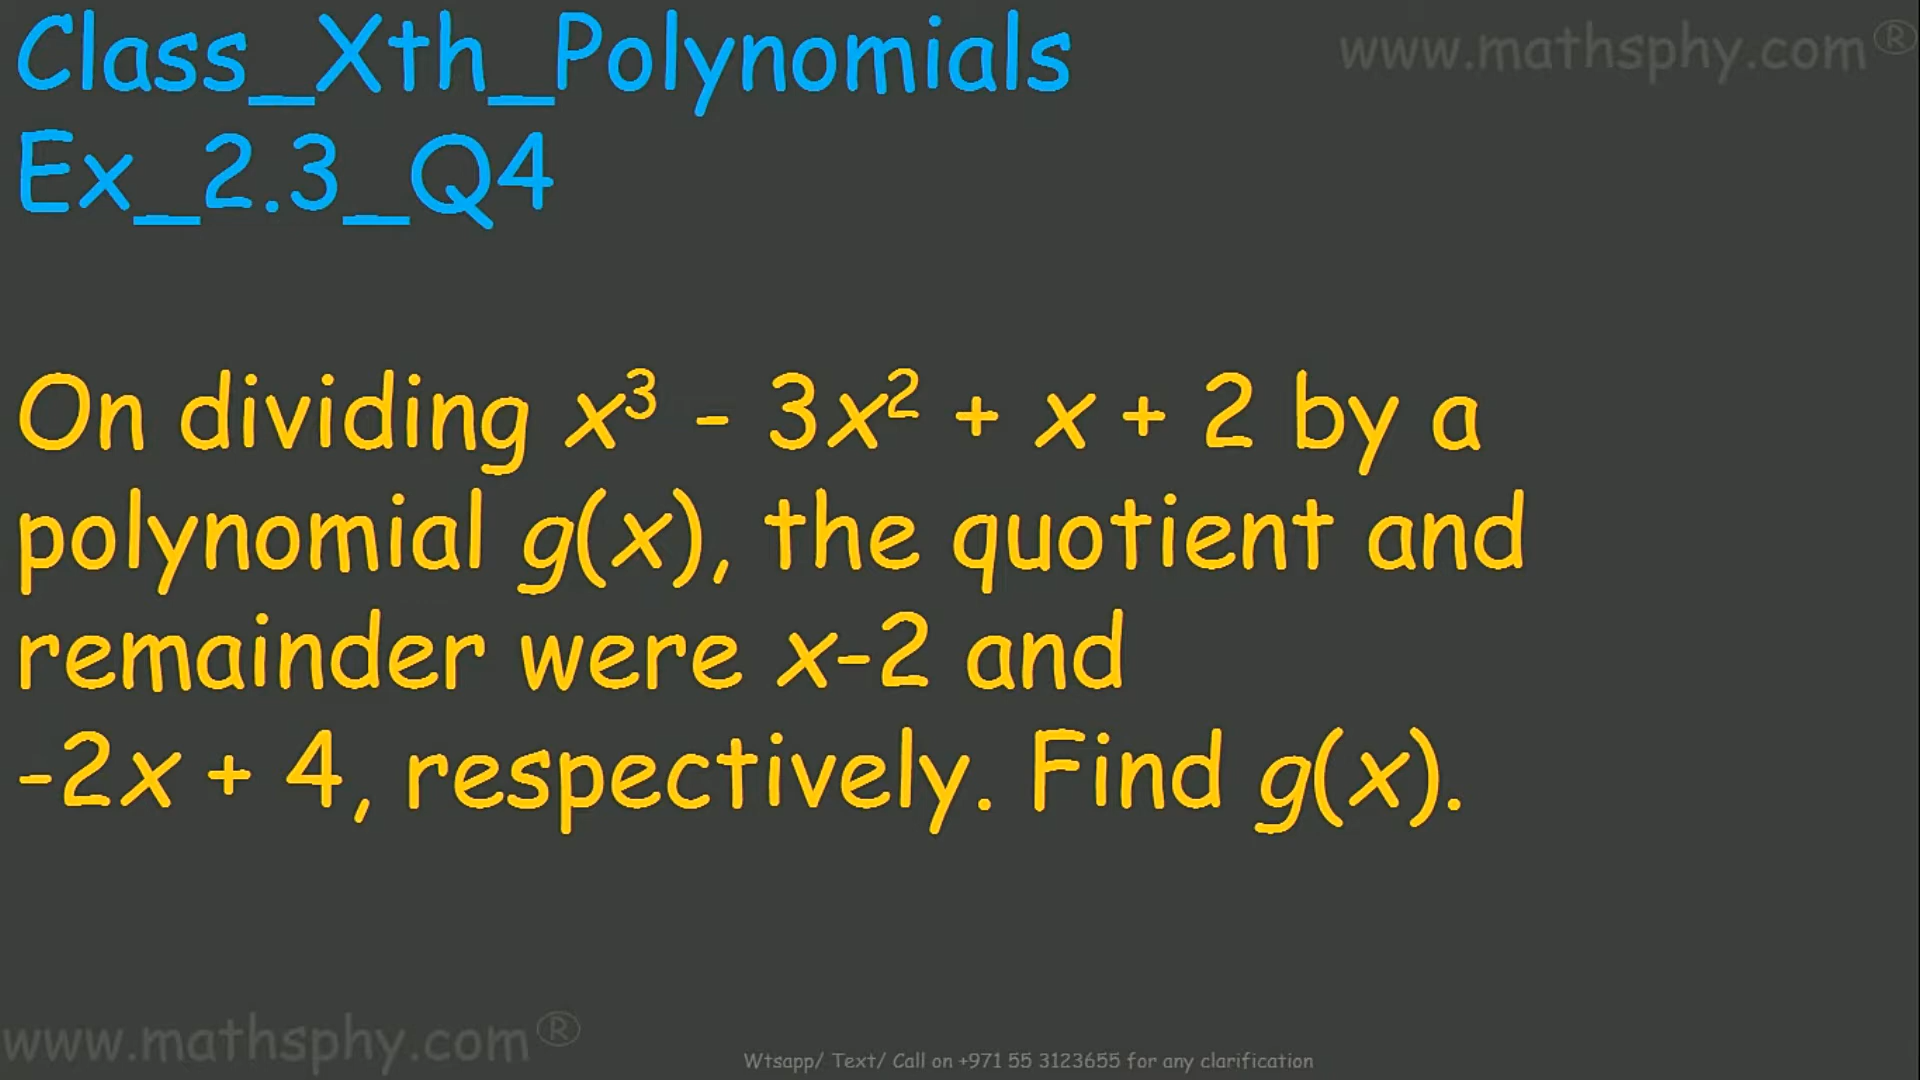 Class_Xth_Polynomials
www.mathsphy.com®
Ex_2.3_Q4
On dividing x³ - 3x² + x + 2 by a
polynomial g(x), the quotient and
remainder were x-2 and
-2x + 4, respectively. Find g(x).
www.mathsphy.com®
Wtsapp/ Text/ Call on +971 55 3123655 for any clarification